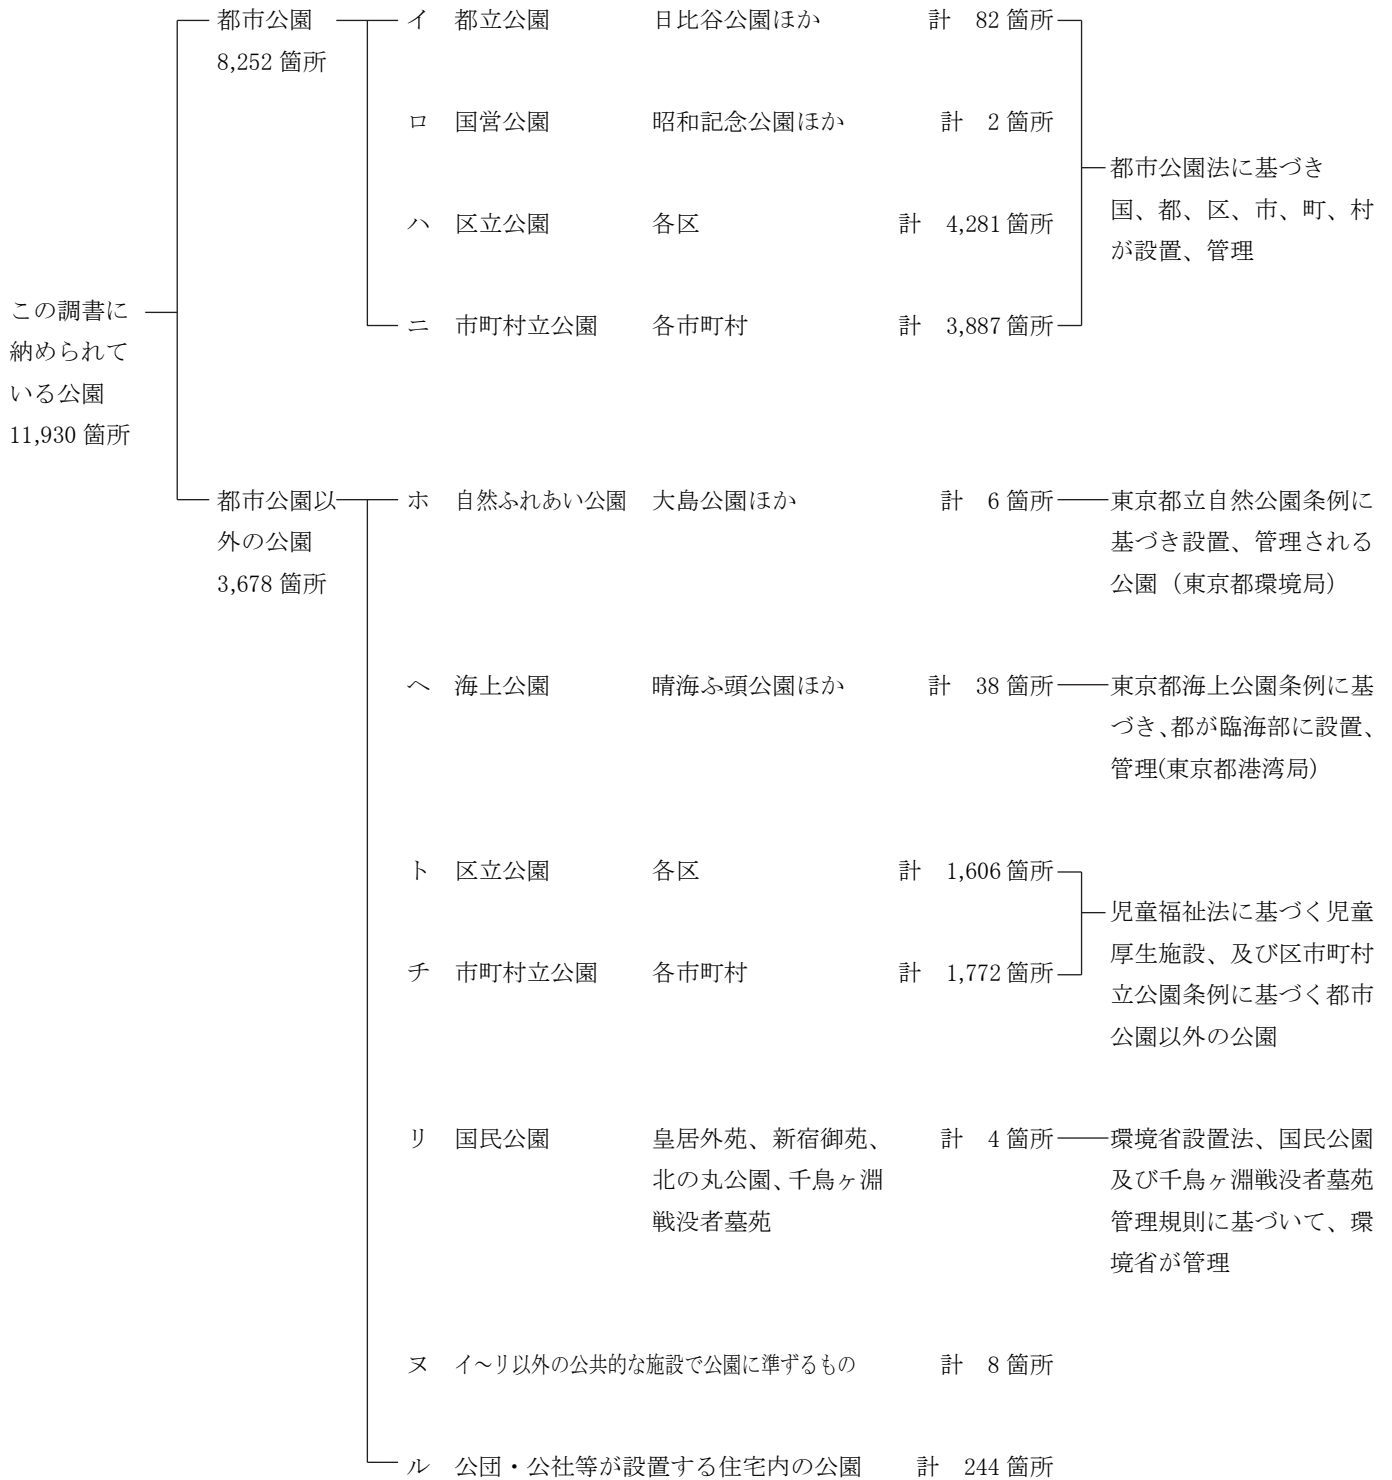 この調書に
納められて
いる公園
11,930 箇所
都市公園
8,252 箇所
イ 都立公園 日比谷公園ほか 計 82 箇所
ロ 国営公園 昭和記念公園ほか 計 2 箇所
ハ 区立公園 各区 計 4,281 箇所
ニ 市町村立公園 各市町村 計 3,887 箇所
都市公園法に基づき
国、都、区、市、町、村
が設置、管理
都市公園以
外の公園
3,678 箇所
ホ 自然ふれあい公園 大島公園ほか 計 6 箇所
東京都立自然公園条例に
基づき設置、管理される
公園（東京都環境局）
ヘ 海上公園 晴海ふ頭公園ほか 計 38 箇所
東京都海上公園条例に基
づき、都が臨海部に設置、
管理(東京都港湾局)
ト 区立公園 各区 計 1,606 箇所
チ 市町村立公園 各市町村 計 1,772 箇所
児童福祉法に基づく児童
厚生施設、及び区市町村
立公園条例に基づく都市
公園以外の公園
リ 国民公園 皇居外苑、新宿御苑、 計 4 箇所
北の丸公園、千鳥ヶ淵
戦没者墓苑
環境省設置法、国民公園
及び千鳥ヶ淵戦没者墓苑
管理規則に基づいて、環
境省が管理
ヌ イ～リ以外の公共的な施設で公園に準ずるもの 計 8 箇所
ル 公団・公社等が設置する住宅内の公園 計 244 箇所